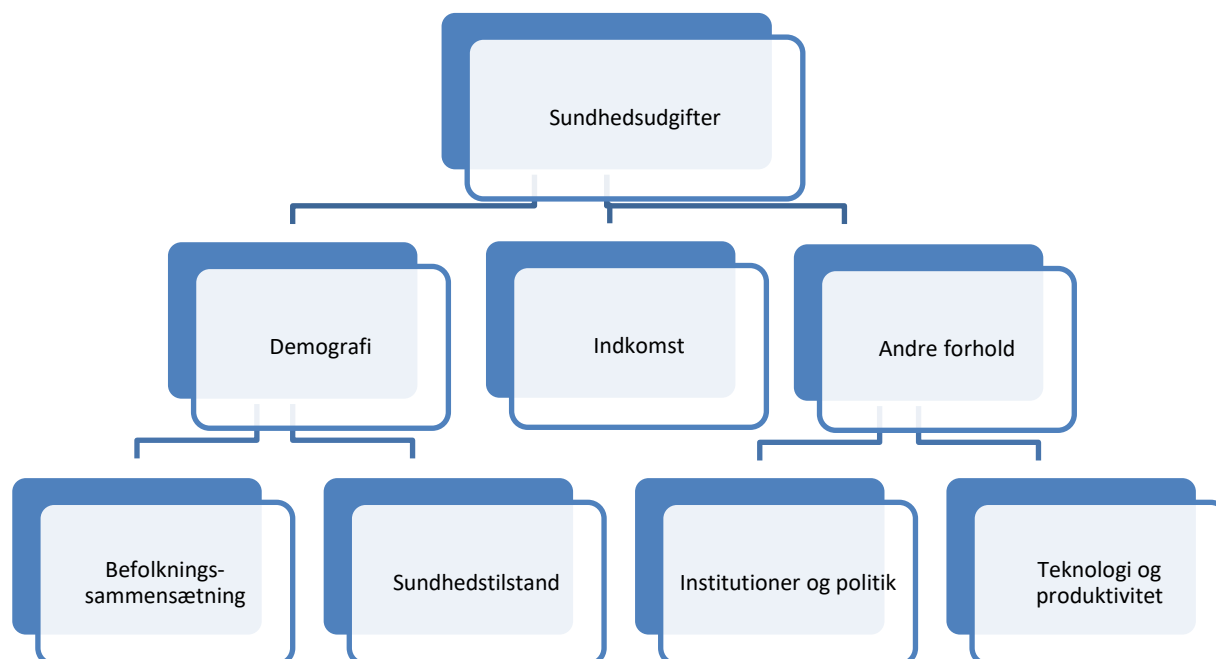 Sundhedsudgifter
Demografi
Indkomst
Andre forhold
Befolknings-
sammensætning
Sundhedstilstand
Institutioner og politik
Teknologi og
produktivitet